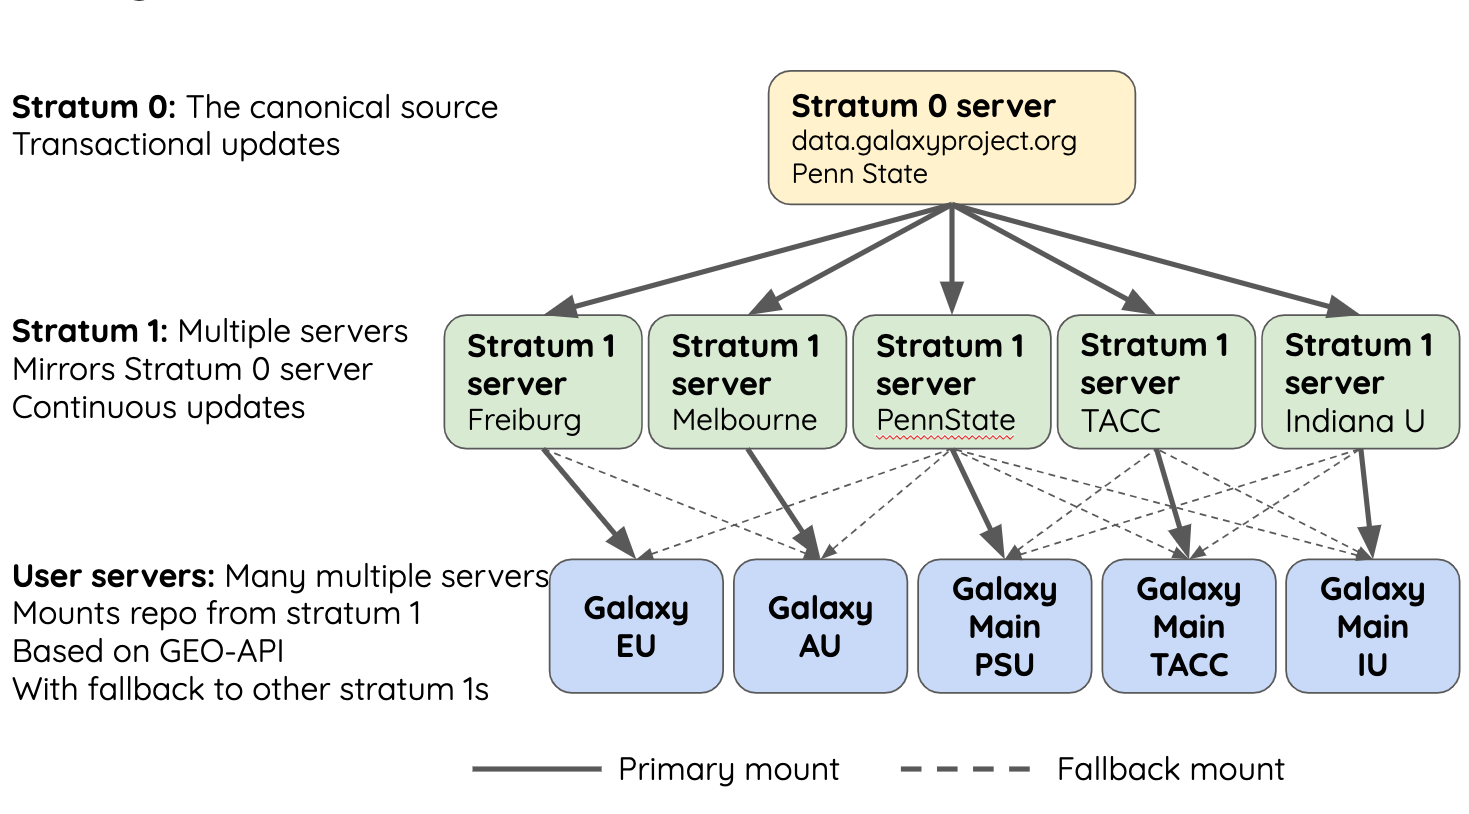 Stratum 0: The canonical source
Transactional updates
Stratum 0 server
data.galaxyproject.org
Penn State
Stratum 1: Multiple servers
Mirrors Stratum 0 server
Continuous updates
Stratum 1
server
Freiburg
Stratum 1
server
Melbourne
Stratum 1
server
PennState
Stratum 1
server
TACC
Stratum 1
server
Indiana U
User servers: Many multiple servers
Mounts repo from stratum 1
Based on GEO-API
With fallback to other stratum 1s
Galaxy
EU
Galaxy
AU
Galaxy
Main
PSU
Galaxy
Main
TACC
Galaxy
Main
IU
Primary mount
Fallback mount